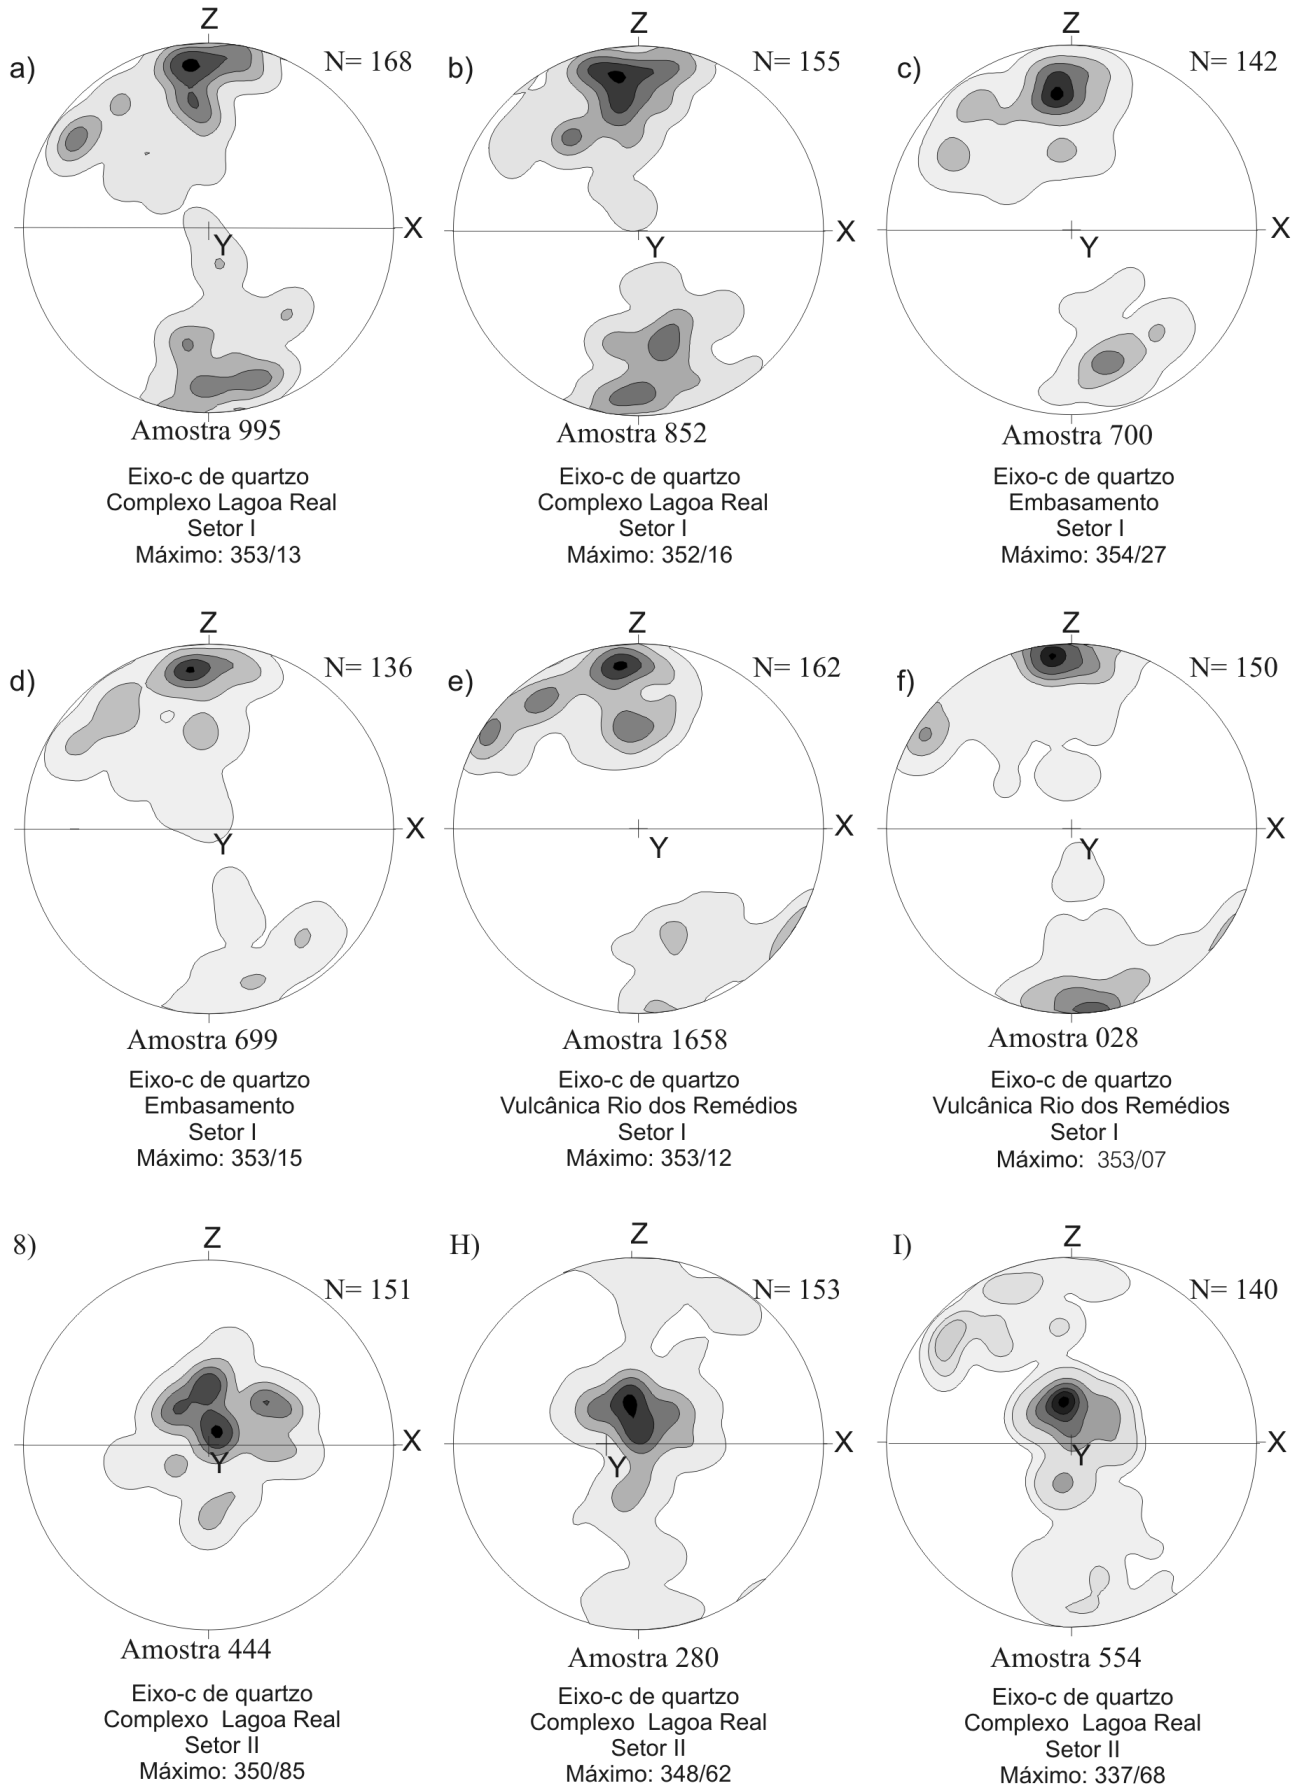 a)
Z
N= 168
X
Y
Amostra 995
Eixo-c de quartzo
Complexo Lagoa Real
Setor I
Máximo: 353/13
b)
Z
N= 155
X
Y
Amostra 852
Eixo-c de quartzo
Complexo Lagoa Real
Setor I
Máximo: 352/16
c)
Z
N= 142
X
Y
Amostra 700
Eixo-c de quartzo
Embasamento
Setor I
Máximo: 354/27
d)
Z
N= 136
X
Y
Amostra 699
Eixo-c de quartzo
Embasamento
Setor I
Máximo: 353/15
e)
Z
N= 162
X
Y
Amostra 1658
Eixo-c de quartzo
Vulcânica Rio dos Remédios
Setor I
Máximo: 353/12
f)
Z
N= 150
X
Y
Amostra 028
Eixo-c de quartzo
Vulcânica Rio dos Remédios
Setor I
Máximo: 353/07
8)
Z
N= 151
X
Y
Amostra 444
Eixo-c de quartzo
Complexo Lagoa Real
Setor II
Máximo: 350/85
H)
Z
N= 153
X
Y
Amostra 280
Eixo-c de quartzo
Complexo Lagoa Real
Setor II
Máximo: 348/62
I)
Z
N= 140
X
Y
Amostra 554
Eixo-c de quartzo
Complexo Lagoa Real
Setor II
Máximo: 337/68